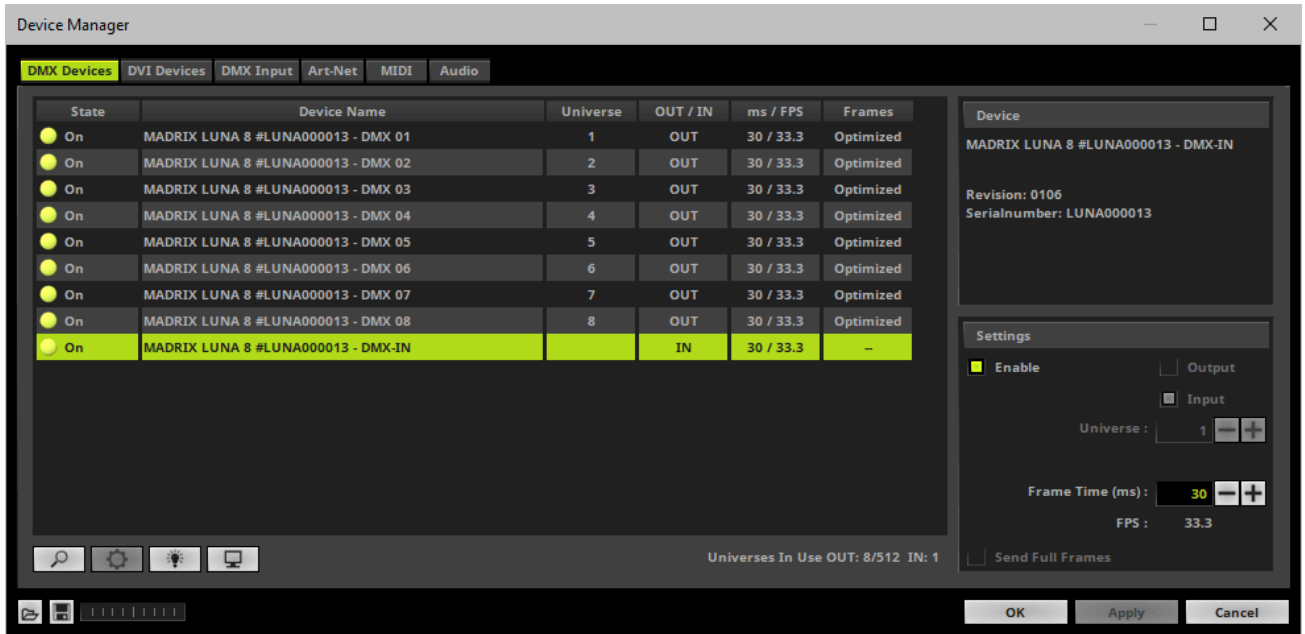 Device Manager
DMX Devices DVI Devices DMX Input Art-Net MIDI Audio
State Device Name Universe OUT / IN ms / FPS Frames
On MADRIX LUNA 8 #LUNA000013 - DMX 01 1 OUT 30 / 33.3 Optimized
On MADRIX LUNA 8 #LUNA000013 - DMX 02 2 OUT 30 / 33.3 Optimized
On MADRIX LUNA 8 #LUNA000013 - DMX 03 3 OUT 30 / 33.3 Optimized
On MADRIX LUNA 8 #LUNA000013 - DMX 04 4 OUT 30 / 33.3 Optimized
On MADRIX LUNA 8 #LUNA000013 - DMX 05 5 OUT 30 / 33.3 Optimized
On MADRIX LUNA 8 #LUNA000013 - DMX 06 6 OUT 30 / 33.3 Optimized
On MADRIX LUNA 8 #LUNA000013 - DMX 07 7 OUT 30 / 33.3 Optimized
On MADRIX LUNA 8 #LUNA000013 - DMX 08 8 OUT 30 / 33.3 Optimized
On MADRIX LUNA 8 #LUNA000013 - DMX-IN IN 30 / 33.3 --
Universes In Use OUT: 8/512 IN: 1
Device
MADRIX LUNA 8 #LUNA000013 - DMX-IN
Revision: 0106
Serialnumber: LUNA000013
Settings
Enable Output
Input
Universe : 1
Frame Time (ms) : 30
FPS : 33.3
Send Full Frames
OK Apply Cancel